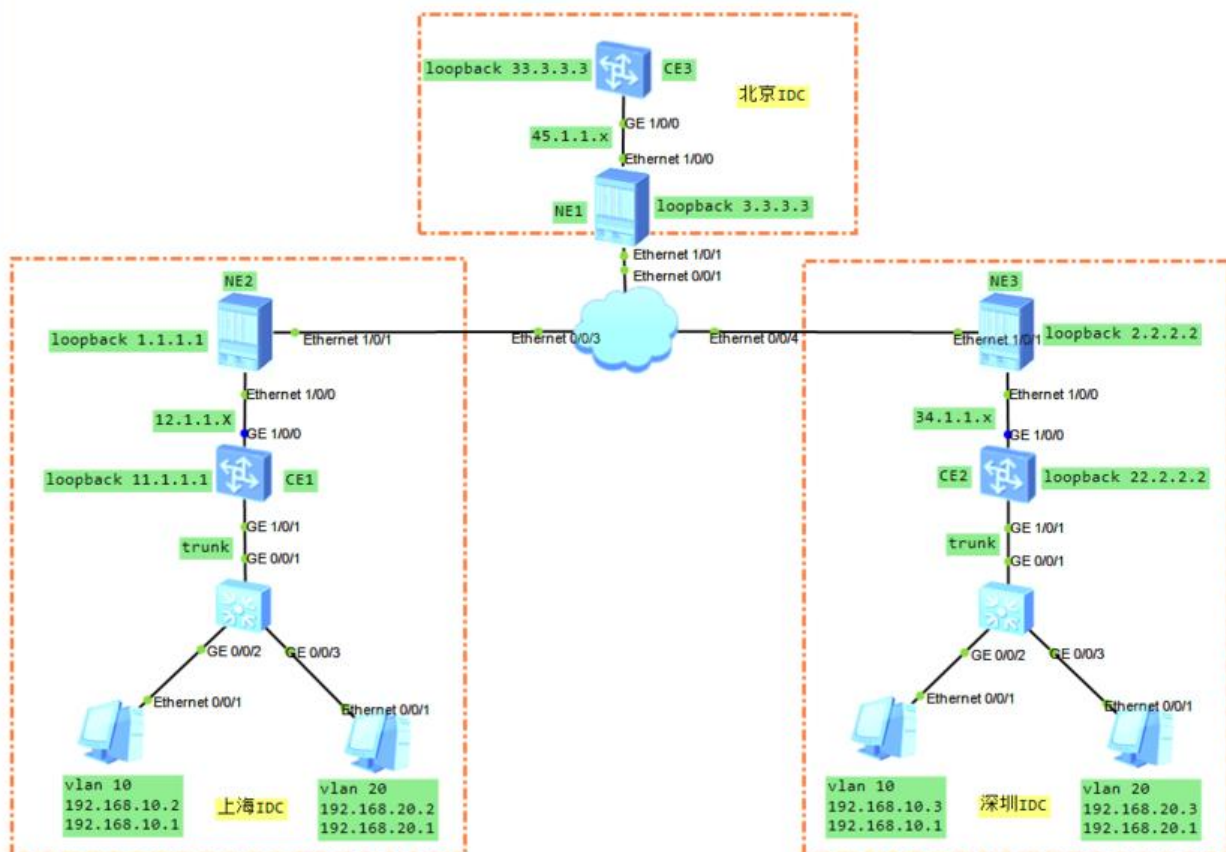 loopback 33.3.3.3
CE3
北京IDC
GE 1/0/0
45.1.1.x
Ethernet 1/0/0
NE1
loopback 3.3.3.3
Ethernet 1/0/1
Ethernet 0/0/1
NE2
loopback 1.1.1.1
Ethernet 1/0/1
Ethernet 0/0/3
Ethernet 0/0/4
NE3
Ethernet 1/0/1
loopback 2.2.2.2
Ethernet 1/0/0
12.1.1.X
GE 1/0/0
loopback 11.1.1.1
CE1
GE 1/0/1
trunk
GE 0/0/1
GE 0/0/2
GE 0/0/3
Ethernet 0/0/1
Ethernet 0/0/1
vlan 10
192.168.10.2
192.168.10.1
上海IDC
vlan 20
192.168.20.2
192.168.20.1
Ethernet 1/0/0
34.1.1.x
GE 1/0/0
CE2
loopback 22.2.2.2
GE 1/0/1
trunk
GE 0/0/1
GE 0/0/2
GE 0/0/3
Ethernet 0/0/1
Ethernet 0/0/1
vlan 10
192.168.10.3
192.168.10.1
深圳IDC
vlan 20
192.168.20.3
192.168.20.1